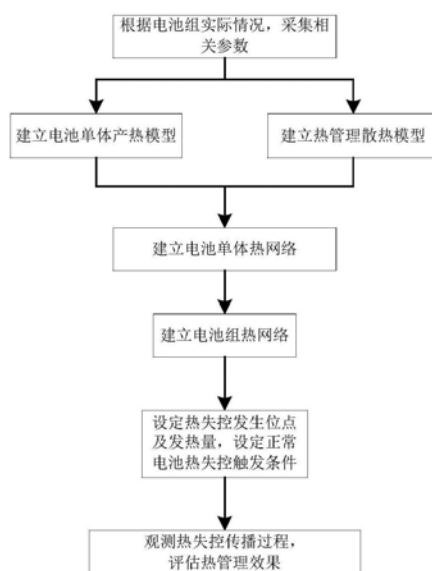 根据电池组实际情况，采集相
关参数
建立电池单体产热模型
建立热管理散热模型
建立电池单体热网络
建立电池组热网络
设定热失控发生位点
及发热量，设定正常
电池热失控触发条件
观测热失控传播过程，
评估热管理效果